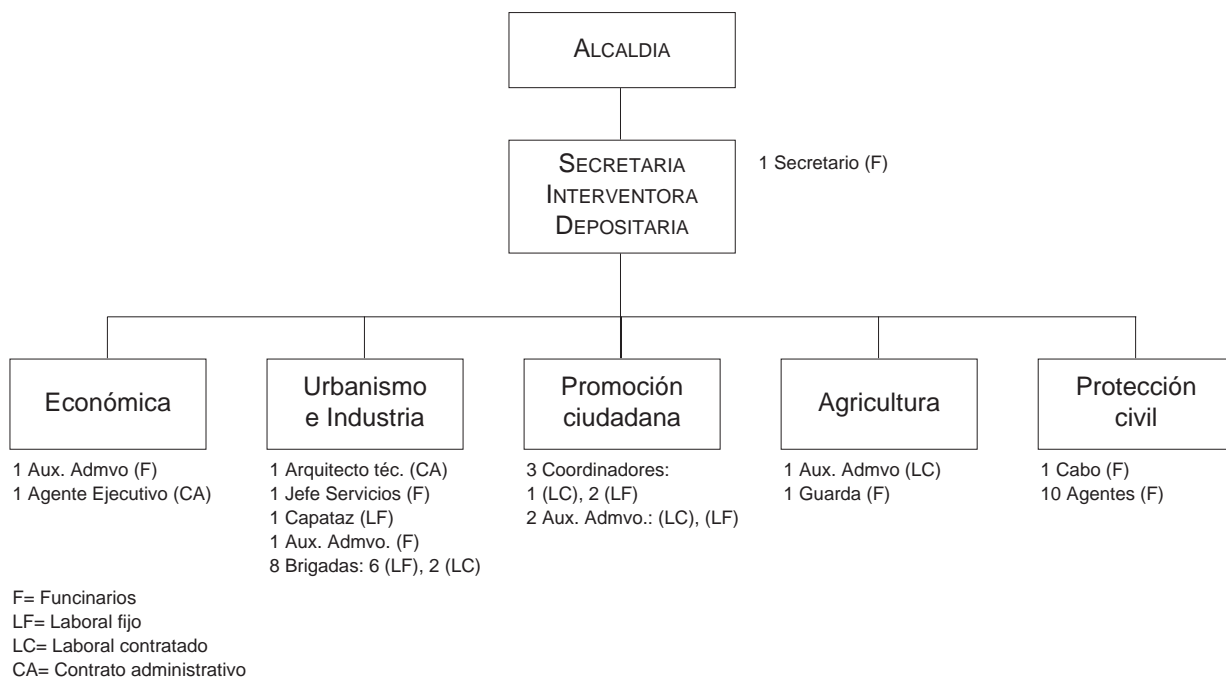 ALCALDIA
SECRETARIA
INTERVENTORA
DEPOSITARIA
1 Secretario (F)
Económica
1 Aux. Admvo (F)
1 Agente Ejecutivo (CA)
Urbanismo
e Industria
1 Arquitecto téc. (CA)
1 Jefe Servicios (F)
1 Capataz (LF)
1 Aux. Admvo. (F)
8 Brigadas: 6 (LF), 2 (LC)
Promoción
ciudadana
3 Coordinadores:
1 (LC), 2 (LF)
2 Aux. Admvo.: (LC), (LF)
Agricultura
1 Aux. Admvo (LC)
1 Guarda (F)
Protección
civil
1 Cabo (F)
10 Agentes (F)
F= Funcinarios
LF= Laboral fijo
LC= Laboral contratado
CA= Contrato administrativo